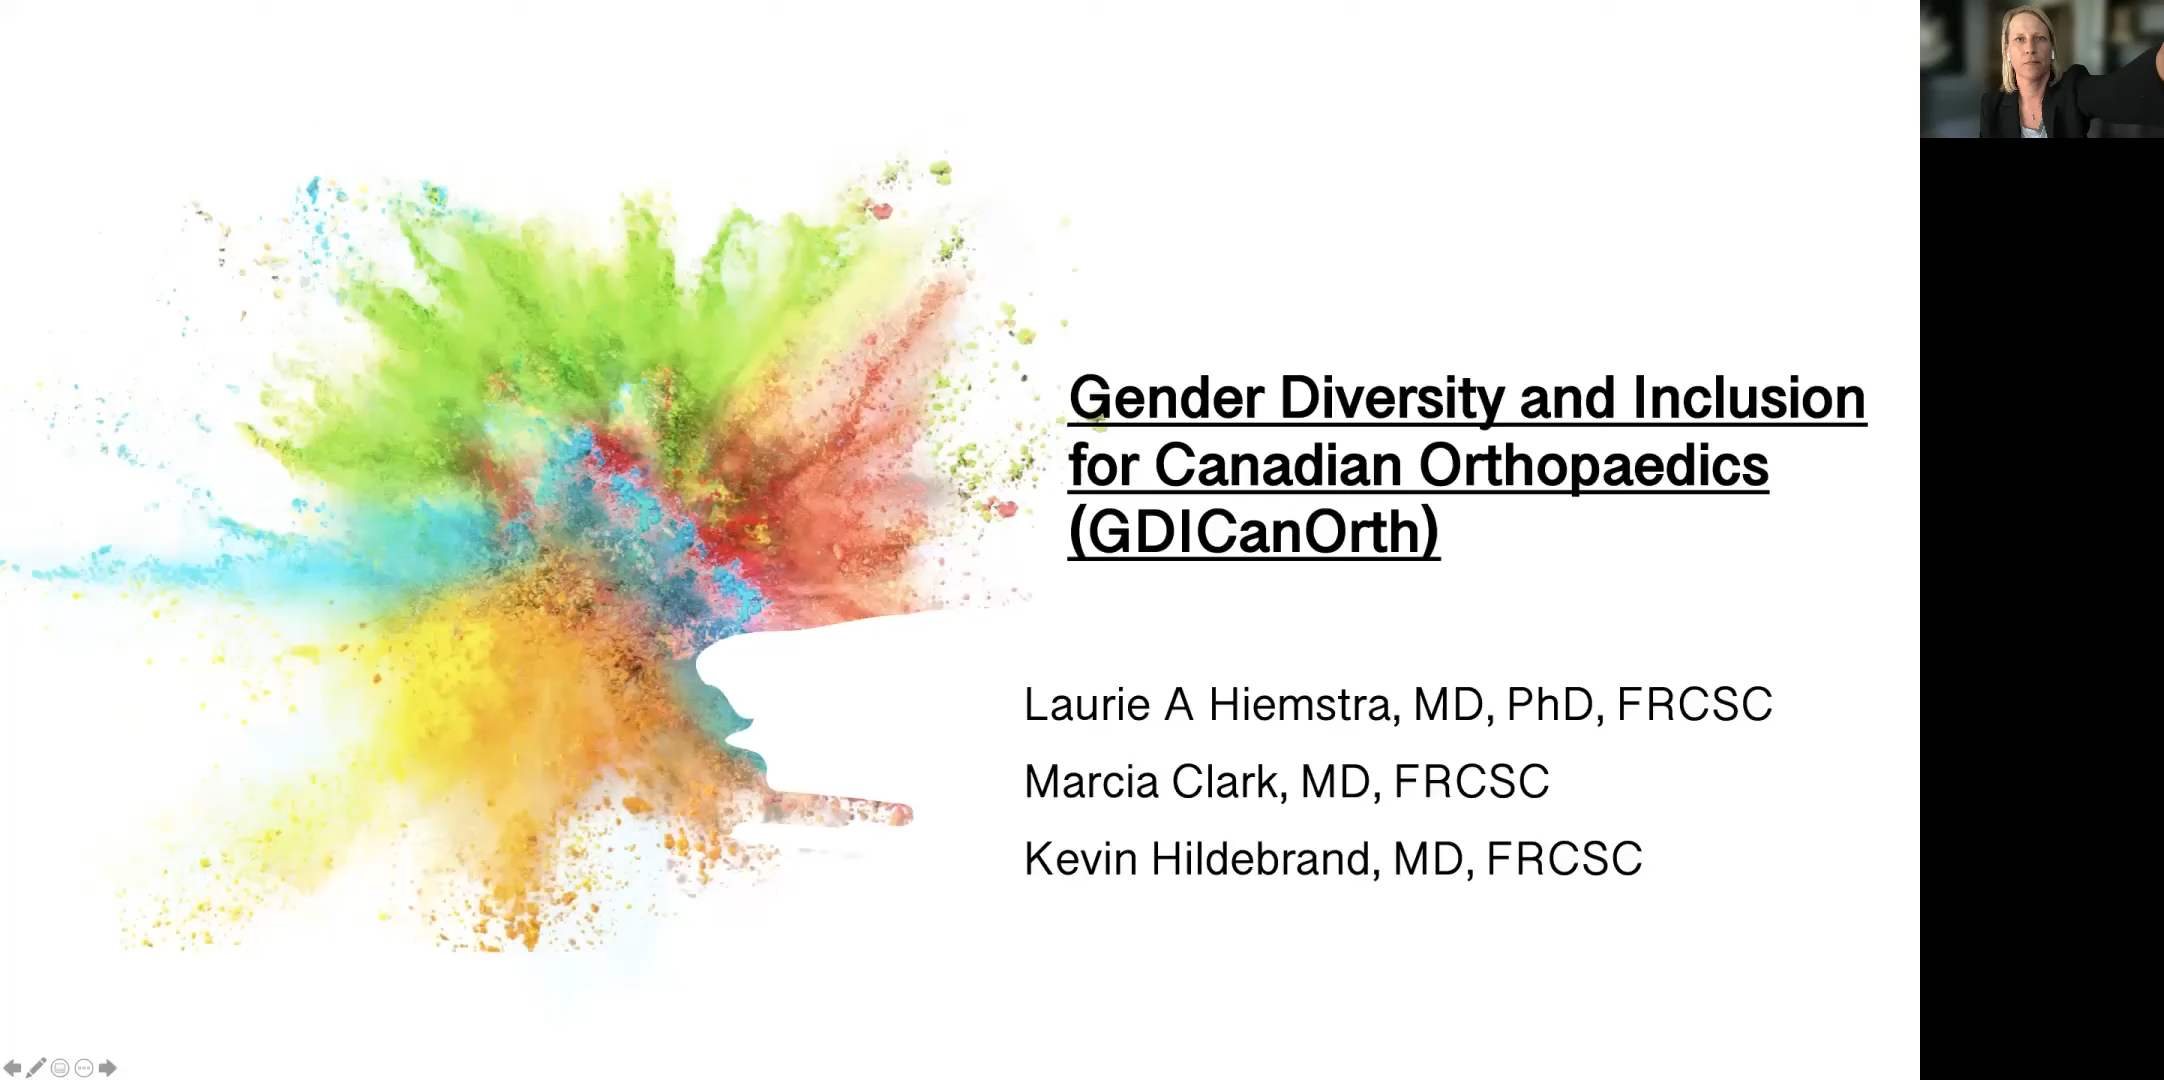 Gender Diversity and Inclusion
for Canadian Orthopaedics
(GDICanOrth)
Laurie A Hiemstra, MD, PhD, FRCSC
Marcia Clark, MD, FRCSC
Kevin Hildebrand, MD, FRCSC